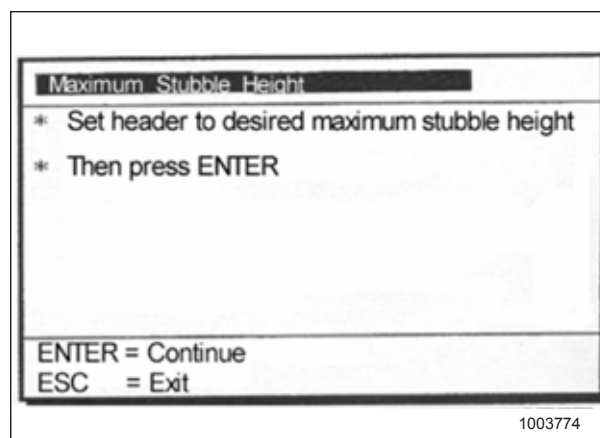 Maximum Stubble Height
* Set header to desired maximum stubble height
* Then press ENTER
ENTER = Continue
ESC = Exit
1003774